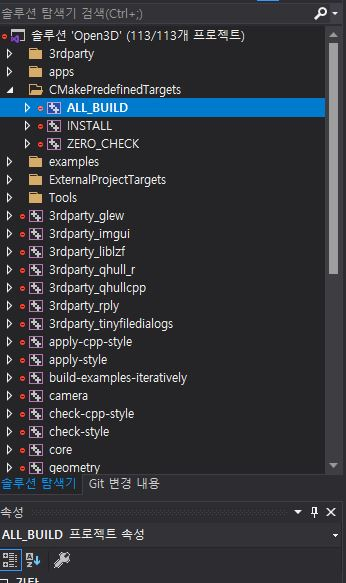 솔루션 탐색기 검색(Ctrl+;)
솔루션 'Open3D' (113/113개 프로젝트)
3rdparty
apps
CMakePredefinedTargets
ALL_BUILD
INSTALL
ZERO_CHECK
examples
ExternalProjectTargets
Tools
3rdparty_glew
3rdparty_imgui
3rdparty_liblzf
3rdparty_qhull_r
3rdparty_qhullcpp
3rdparty_rply
3rdparty_tinyfiledialogs
apply-cpp-style
apply-style
build-examples-iteratively
camera
check-cpp-style
check-style
core
geometry
솔루션 탐색기 Git 변경 내용
속성
ALL_BUILD 프로젝트 속성
기타